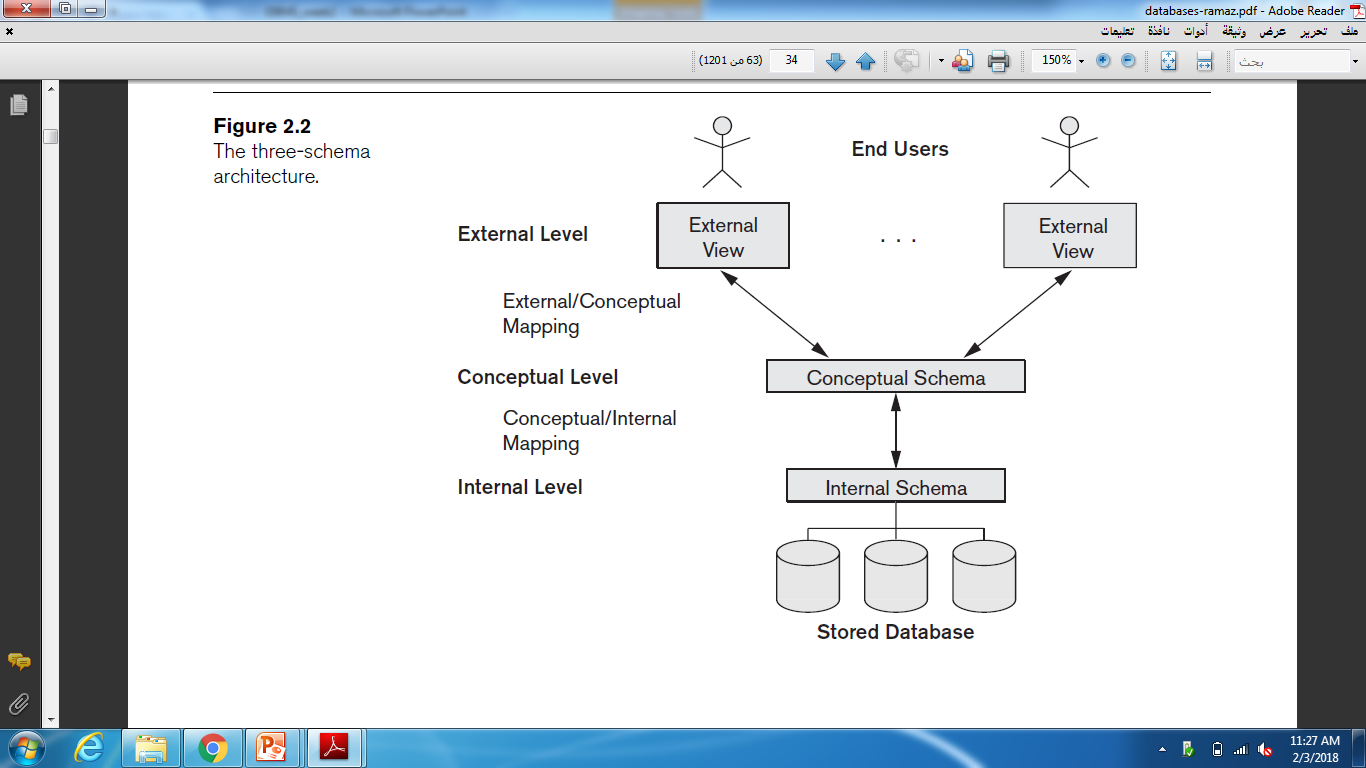 databases-ramaz.pdf - Adobe Reader
ملف تحرير عرض وثيقة أدوات نافذة تعليمات
(63 من 1201)
34
150%
بحث
Figure 2.2
The three-schema
architecture.
End Users
External Level
External
View
. . .
External
View
External/Conceptual
Mapping
Conceptual Level
Conceptual Schema
Conceptual/Internal
Mapping
Internal Level
Internal Schema
Stored Database
11:27 AM
2/3/2018